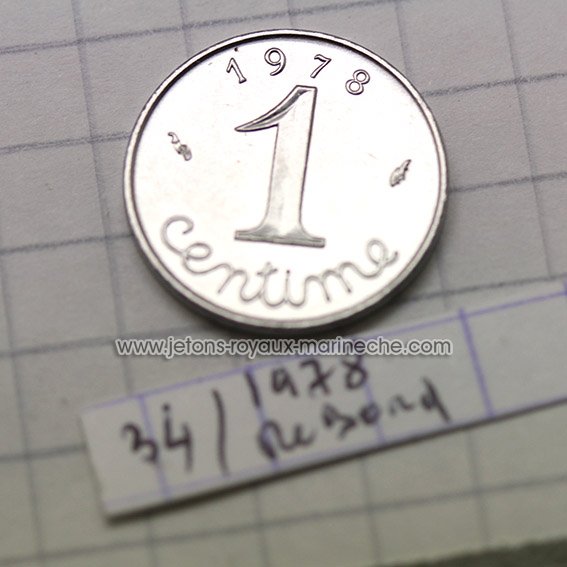 1978
1
centime
www.jetons-royaux-marineche.com
1978
34/ ReBord